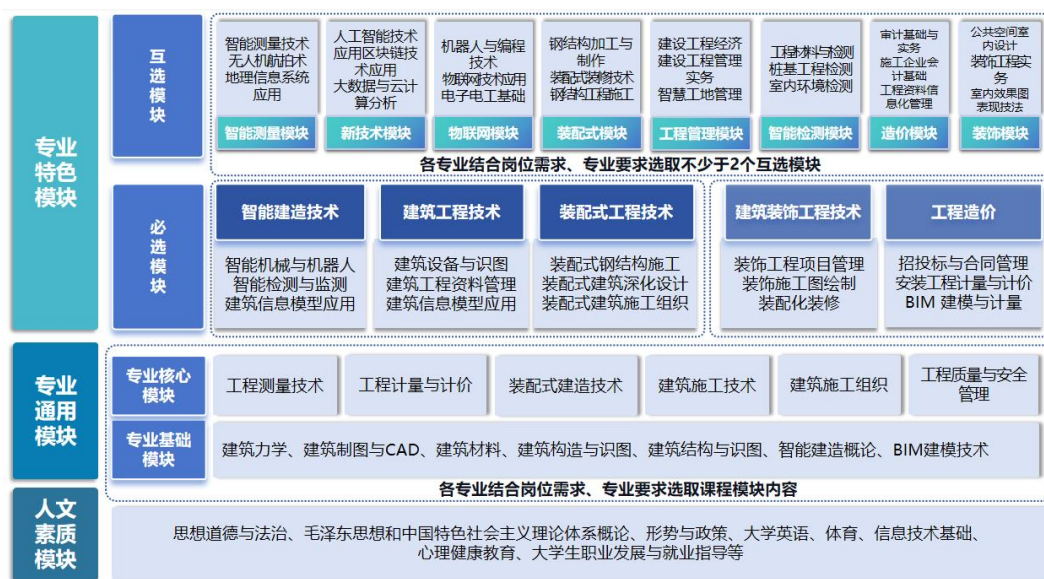 专业
特色
模块
互
选
模
块
智能测量技术
无人机航拍术
地理信息系统
应用
智能测量模块
人工智能技术
应用区块链技
术应用
大数据与云计
算分析
新技术模块
机器人与编程
技术
物联网技术应用
电子电工基础
物联网模块
钢结构加工与
制作
装配式装修技术
钢结构工程施工
装配式模块
建设工程经济
建设工程管理
实务
智慧工地管理
工程管理模块
工程材料与检测
桩基工程检测
室内环境检测
智能检测模块
审计基础与
实务
施工企业会
计基础
工程资料信
息化管理
造价模块
公共空间室
内设计
装饰工程实
务
室内效果图
表现技法
装饰模块
各专业结合岗位需求、专业要求选取不少于2个互选模块
必
选
模
块
智能建造技术
智能机械与机器人
智能检测与监测
建筑信息模型应用
建筑工程技术
建筑设备与识图
建筑工程资料管理
建筑信息模型应用
装配式工程技术
装配式钢结构施工
装配式建筑深化设计
装配式建筑施工组织
建筑装饰工程技术
装饰工程项目管理
装饰施工图绘制
装配化装修
工程造价
招投标与合同管理
安装工程计量与计价
BIM 建模与计量
专业
通用
模块
专业核心
模块
工程测量技术
工程计量与计价
装配式建造技术
建筑施工技术
建筑施工组织
工程质量与安全
管理
专业基础
模块
建筑力学、建筑制图与CAD、建筑材料、建筑构造与识图、建筑结构与识图、智能建造概论、BIM建模技术
各专业结合岗位需求、专业要求选取课程模块内容
人文
素质
模块
思想道德与法治、毛泽东思想和中国特色社会主义理论体系概论、形势与政策、大学英语、体育、信息技术基础、
心理健康教育、大学生职业发展与就业指导等